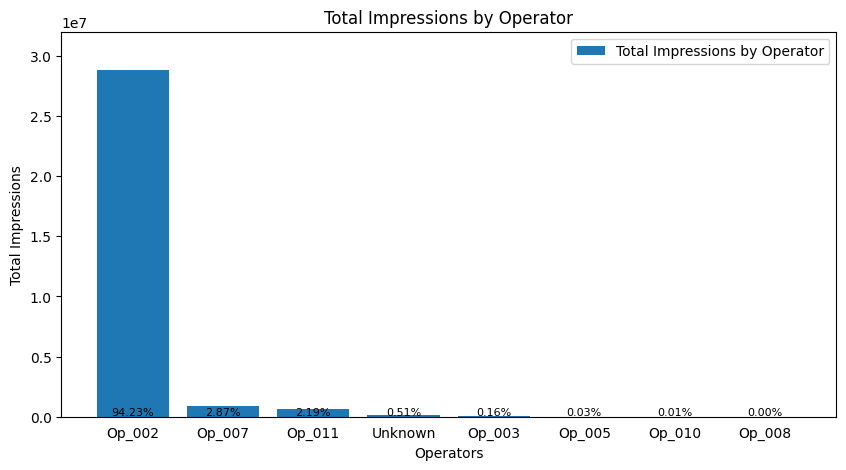 Total Impressions by Operator
1e7
Total Impressions by Operator
3.0
2.5
2.0
1.5
1.0
0.5
0.0
Total Impressions
94.23% 2.87% 2.19% 0.51% 0.16% 0.03% 0.01% 0.00%
Op_002 Op_007 Op_011 Unknown Op_003 Op_005 Op_010 Op_008
Operators